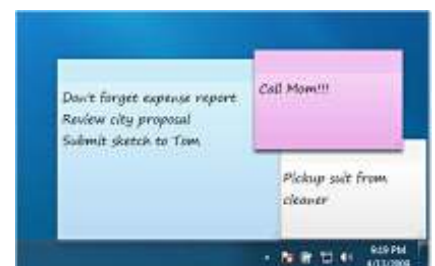 Don't forget expense report
Review city proposal
Submit sketch to Tom
Call Mom!!!
Pickup suit from
cleaner
9:19 PM